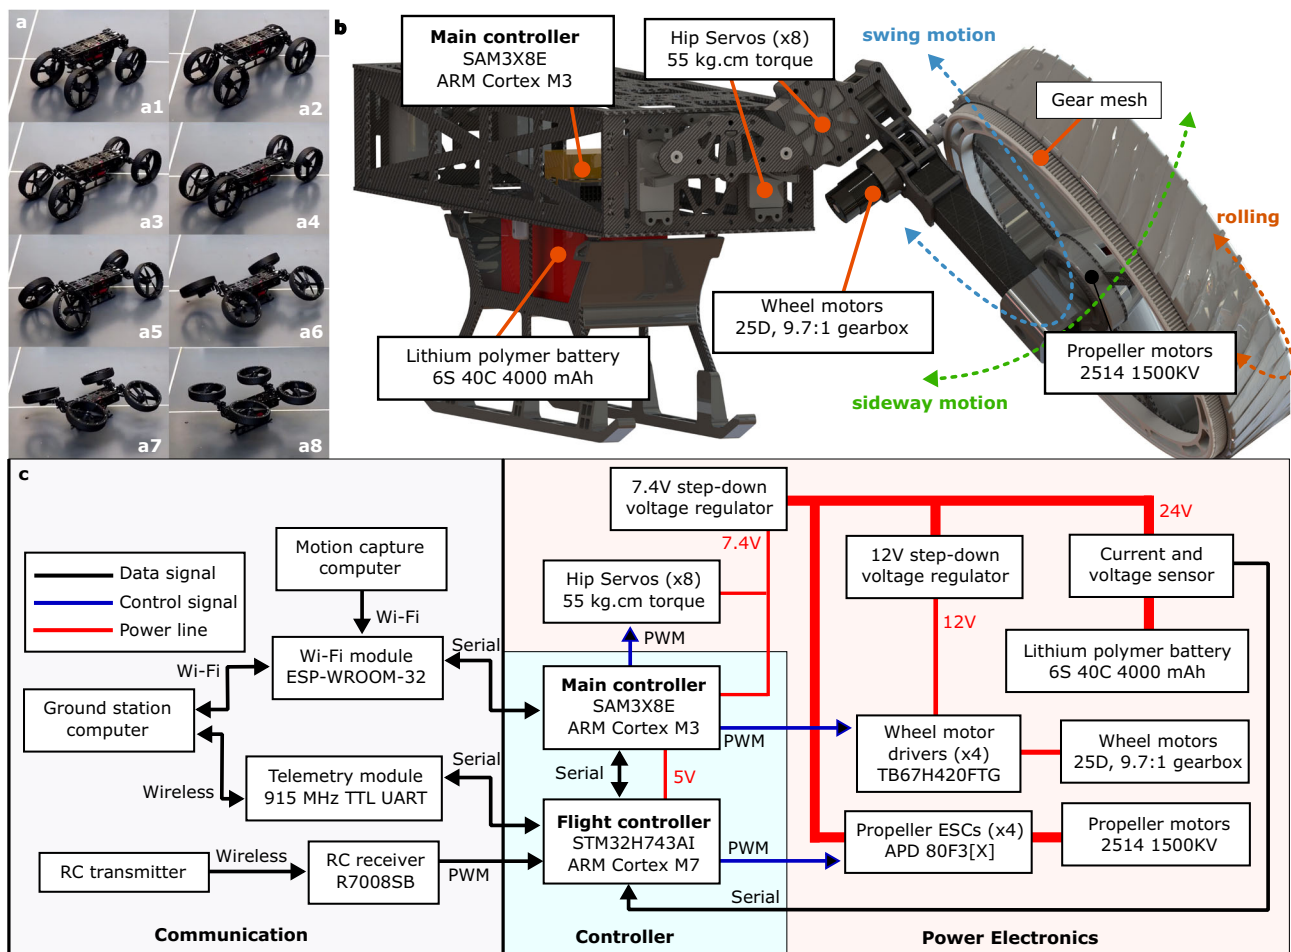 a
a1
a2
a3
a4
a5
a6
a7
a8
b
Main controller
SAM3X8E
ARM Cortex M3
Hip Servos (x8)
55 kg.cm torque
swing motion
Gear mesh
rolling
Wheel motors
25D, 9.7:1 gearbox
Lithium polymer battery
6S 40C 4000 mAh
Propeller motors
2514 1500KV
sideway motion
c
Data signal
Control signal
Power line
Motion capture
computer
Wi-Fi
Wi-Fi module
ESP-WROOM-32
Serial
Wi-Fi
Ground station
computer
Wireless
Telemetry module
915 MHz TTL UART
Serial
RC transmitter
Wireless
RC receiver
R7008SB
PWM
Communication
7.4V step-down
voltage regulator
7.4V
Hip Servos (x8)
55 kg.cm torque
PWM
Main controller
SAM3X8E
ARM Cortex M3
PWM
Serial
5V
Flight controller
STM32H743AI
ARM Cortex M7
PWM
Serial
Controller
24V
12V step-down
voltage regulator
12V
Current and
voltage sensor
Lithium polymer battery
6S 40C 4000 mAh
Wheel motor
drivers (x4)
TB67H420FTG
Wheel motors
25D, 9.7:1 gearbox
Propeller ESCs (x4)
APD 80F3[X]
Propeller motors
2514 1500KV
Power Electronics